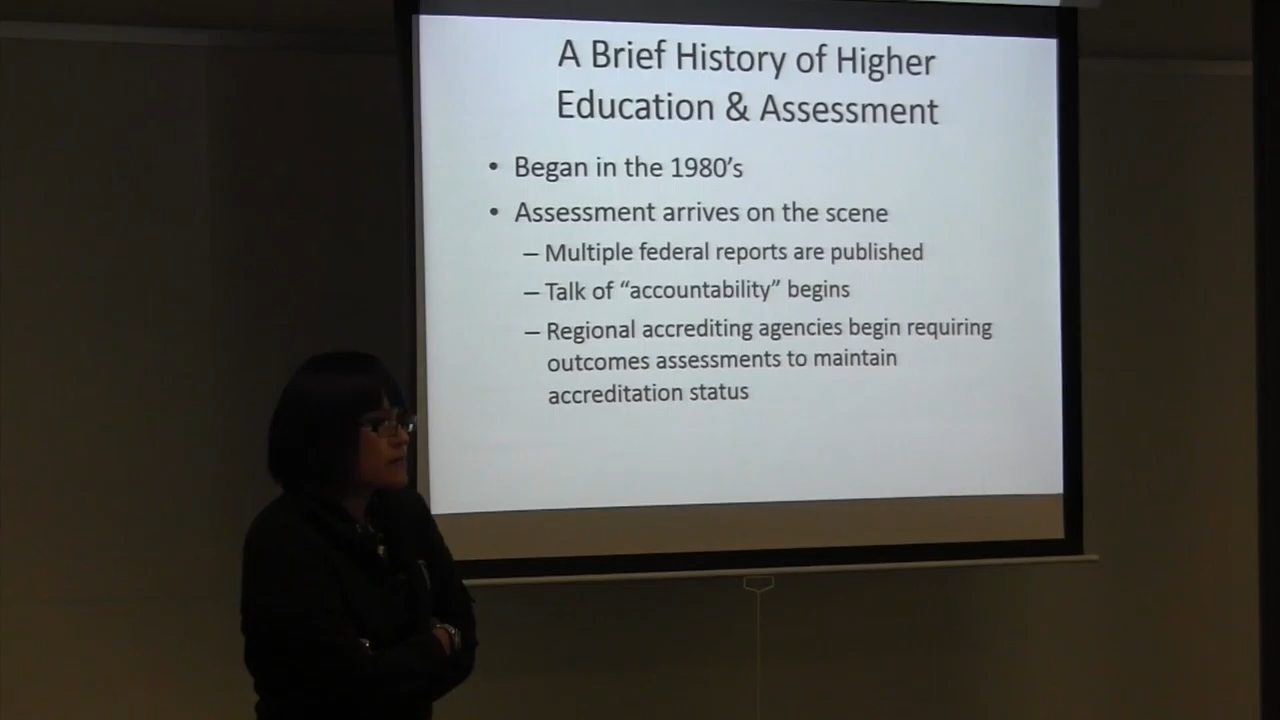 A Brief History of Higher
Education & Assessment
• Began in the 1980’s
• Assessment arrives on the scene
– Multiple federal reports are published
– Talk of “accountability” begins
– Regional accrediting agencies begin requiring
outcomes assessments to maintain
accreditation status